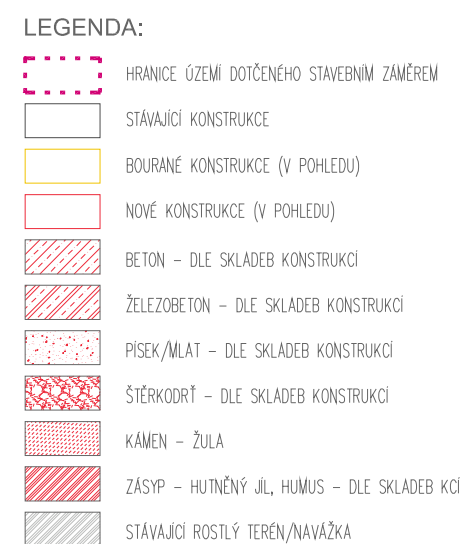 LEGENDA:
HRANICE ÚZEMÍ DOTČENÉHO STAVEBNÍM ZÁMĚREM
STÁVAJÍCÍ KONSTRUKCE
BOURANÉ KONSTRUKCE (V POHLEDU)
NOVÉ KONSTRUKCE (V POHLEDU)
BETON – DLE SKLADEB KONSTRUKCÍ
ŽELEZOBETON – DLE SKLADEB KONSTRUKCÍ
PÍSEK/MLAT – DLE SKLADEB KONSTRUKCÍ
ŠTĚRKODRŤ – DLE SKLADEB KONSTRUKCÍ
KÁMEN – ŽULA
ZÁSYP – HUTNĚNÝ JÍL, HUMUS – DLE SKLADEB KCÍ
STÁVAJÍCÍ ROSTLÝ TERÉN/NAVÁŽKA